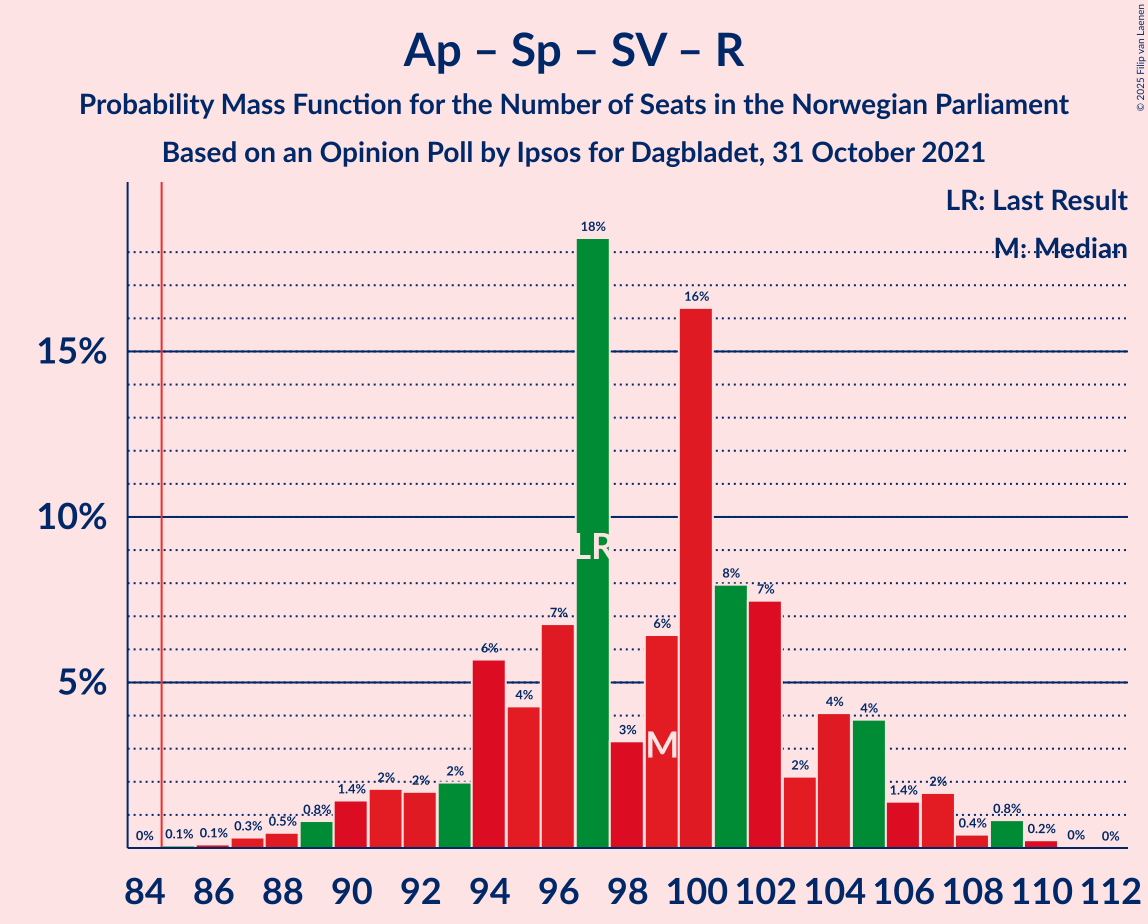 Ap – Sp – SV – R
Probability Mass Function for the Number of Seats in the Norwegian Parliament
Based on an Opinion Poll by Ipsos for Dagbladet, 31 October 2021
© 2025 Filip van Laenen
LR: Last Result
M: Median
15%
10%
5%
0% 0.1% 0.1% 0.3% 0.5% 0.8% 1.4% 2% 2% 2% 6% 4% 7% 18% 3% 6% 16% 8% 7% 2% 4% 4% 1.4% 2% 0.4% 0.8% 0.2% 0% 0%
LR
M
84 86 88 90 92 94 96 98 100 102 104 106 108 110 112